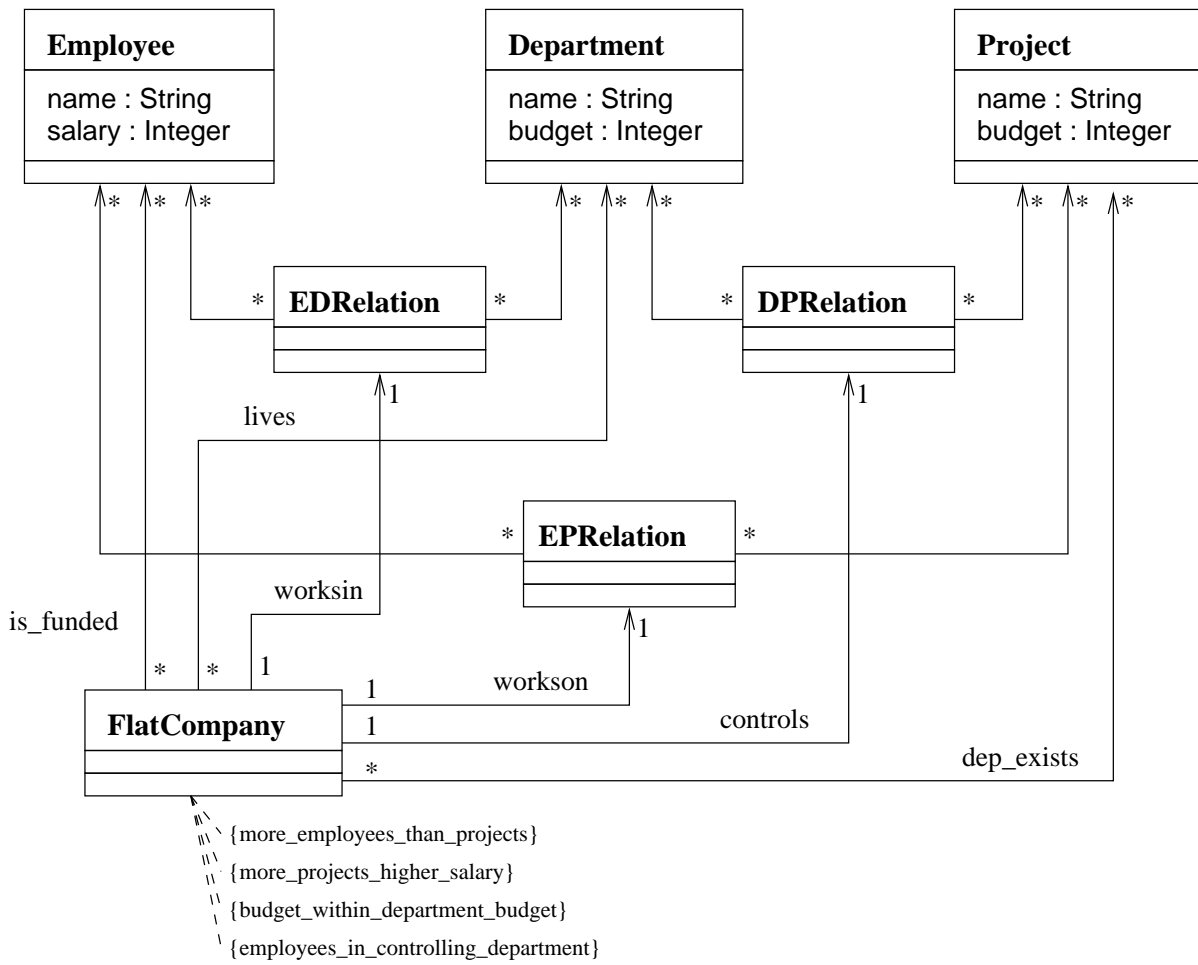 Employee
name : String
salary : Integer
Department
name : String
budget : Integer
Project
name : String
budget : Integer
* * * * * * * * *
* EDRelation * * DPRelation *
1 1
lives
* EPRelation *
worksin
1
is_funded
* * 1
1 workson
FlatCompany
1 controls
* dep_exists
{more_employees_than_projects}
{more_projects_higher_salary}
{budget_within_department_budget}
{employees_in_controlling_department}